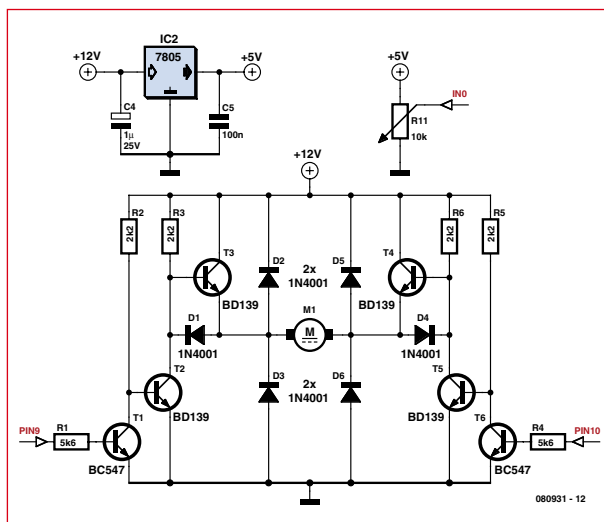 IC2
+12V 7805 +5V
+5V
C4
1µ
25V
C5
100n
IN0
R11
10k
+12V
R2
2k2
R3
2k2
R6
2k2
R5
2k2
T3
BD139
D2
2x
1N4001
D5
T4
BD139
M1
M
D1
1N4001
D4
1N4001
T2
BD139
D3
2x
1N4001
D6
T5
BD139
PIN9
R1
5k6
T1
BC547
T6
BC547
R4
5k6
PIN10
080931 - 12